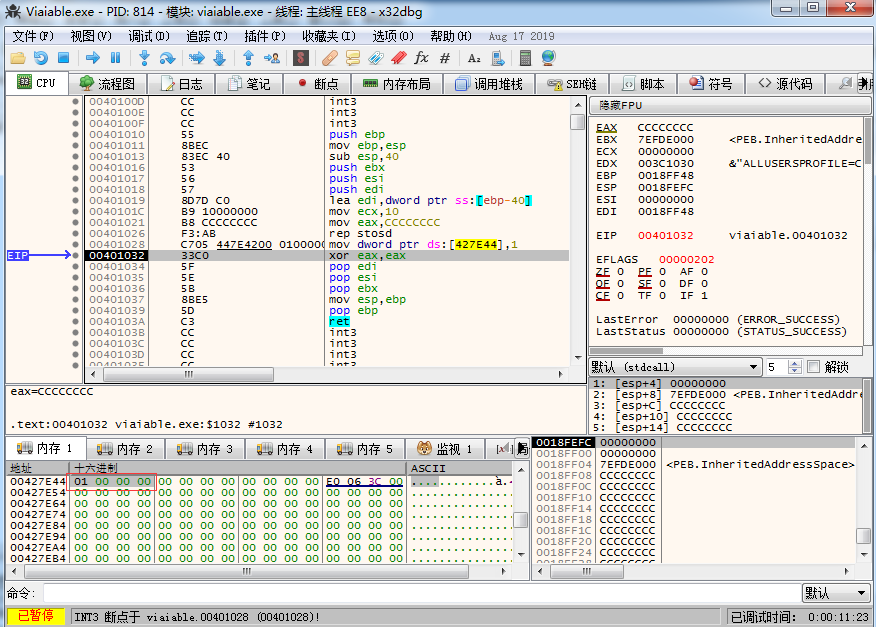 Viaiable.exe - PID: 814 - 模块: viaiable.exe - 线程: 主线程 EE8 - x32dbg
文件(F) 视图(V) 调试(D) 追踪(T) 插件(P) 收藏夹(I) 选项(O) 帮助(H) Aug 17 2019
CPU 流程图 日志 笔记 断点 内存布局 调用堆栈 SEH链 脚本 符号 源代码
0040100D CC int3
0040100E CC int3
0040100F CC int3
00401010 55 push ebp
00401011 8BEC mov ebp,esp
00401013 83EC 40 sub esp,40
00401016 53 push ebx
00401017 56 push esi
00401018 57 push edi
00401019 8D7D C0 lea edi,dword ptr ss:[ebp-40]
0040101C B9 10000000 mov ecx,10
00401021 B8 CCCCCCCC mov eax,CCCCCCCC
00401026 F3:AB rep stosd
00401028 C705 447E4200 0100000 mov dword ptr ds:[427E44],1
EIP 00401032 33C0 xor eax,eax
00401034 5F pop edi
00401035 5E pop esi
00401036 5B pop ebx
00401037 8BE5 mov esp,ebp
00401039 5D pop ebp
0040103A C3 ret
0040103B CC int3
0040103C CC int3
0040103D CC int3
0040103E CC int3
eax=CCCCCCCC
.text:00401032 viaiable.exe:$1032 #1032
隐藏FPU
EAX CCCCCCCC
EBX 7EFDE000 <PEB.InheritedAddre
ECX 00000000
EDX 003C1030 &"ALLUSERSPROFILE=C
EBP 0018FF48
ESP 0018FEFC
ESI 00000000
EDI 0018FF48
EIP 00401032 viaiable.00401032
EFLAGS 00000202
ZF 0 PF 0 AF 0
OF 0 SF 0 DF 0
CF 0 TF 0 IF 1
LastError 00000000 (ERROR_SUCCESS)
LastStatus 00000000 (STATUS_SUCCESS)
默认 (stdcall) 5 解锁
1: [esp+4] 00000000
2: [esp+8] 7EFDE000 <PEB.InheritedAddre
3: [esp+C] CCCCCCCC
4: [esp+10] CCCCCCCC
5: [esp+14] CCCCCCCC
内存 1 内存 2 内存 3 内存 4 内存 5 监视 1
地址 十六进制 ASCII
00427E44 01 00 00 00 00 00 00 00 00 00 00 00 E0 06 3C 00 ............à.<
00427E54 00 00 00 00 00 00 00 00 00 00 00 00 00 00 00 00
00427E64 00 00 00 00 00 00 00 00 00 00 00 00 00 00 00 00
00427E74 00 00 00 00 00 00 00 00 00 00 00 00 00 00 00 00
00427E84 00 00 00 00 00 00 00 00 00 00 00 00 00 00 00 00
00427E94 00 00 00 00 00 00 00 00 00 00 00 00 00 00 00 00
00427EA4 00 00 00 00 00 00 00 00 00 00 00 00 00 00 00 00
00427EB4 00 00 00 00 00 00 00 00 00 00 00 00 00 00 00 00
0018FEFC 00000000
0018FF00 00000000
0018FF04 7EFDE000 <PEB.InheritedAddressSpace>
0018FF08 CCCCCCCC
0018FF0C CCCCCCCC
0018FF10 CCCCCCCC
0018FF14 CCCCCCCC
0018FF18 CCCCCCCC
0018FF1C CCCCCCCC
0018FF20 CCCCCCCC
0018FF24 CCCCCCCC
命令: 默认
已暂停 INT3 断点于 viaiable.00401028 (00401028)! 已调试时间: 0:00:11:23